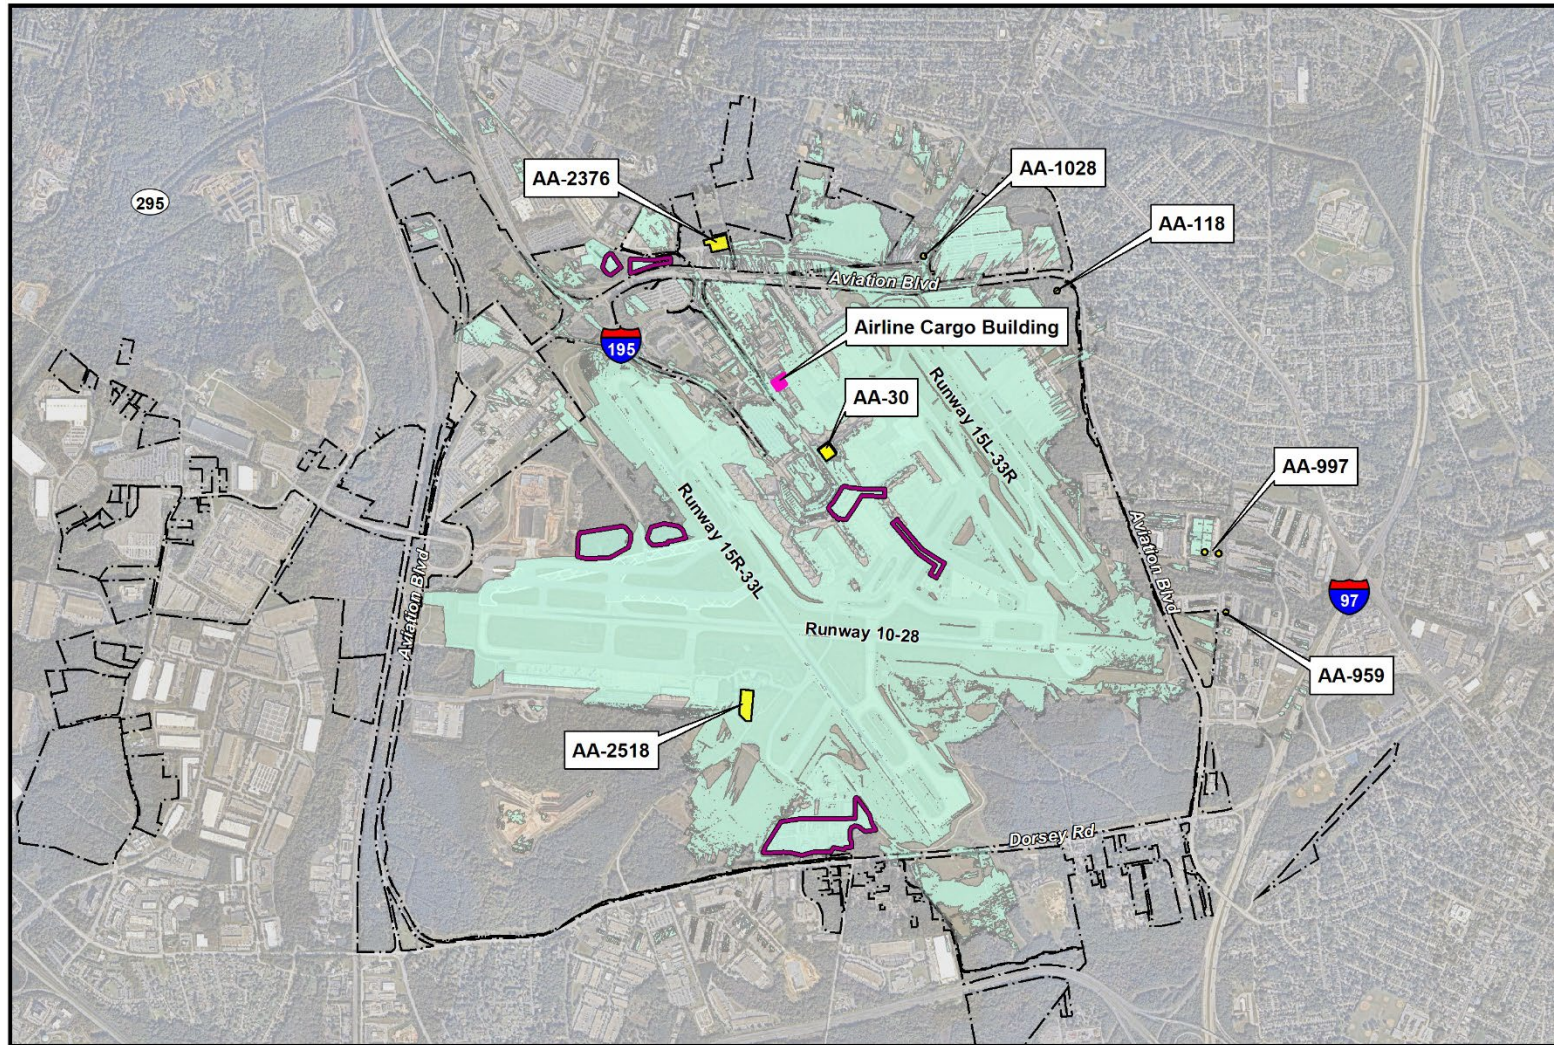 AA-2376
AA-1028
295
AA-118
Aviation Blvd
Airline Cargo Building
195
AA-30
Runway 15L-33R
AA-997
Runway 15R-33L
Aviation Blvd
Aviation Blvd
97
Runway 10-28
AA-959
AA-2518
Dorsey Rd